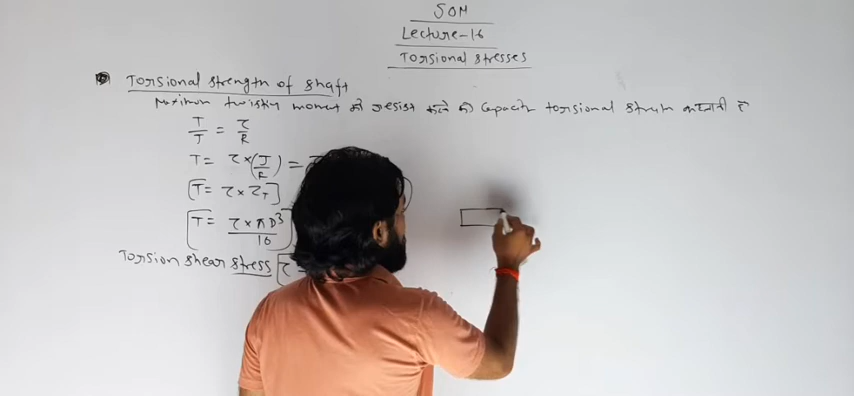 SOM
Lecture-16
Torsional stresses
Torsional strength of shaft
Maximum twisting moment को resist करने की capacity torsional strength कहलाती है
T/J = τ/R
T = τ × (J/R) =
T = τ × Z_T
T = τ × π D³/16
Torsion shear stress τ